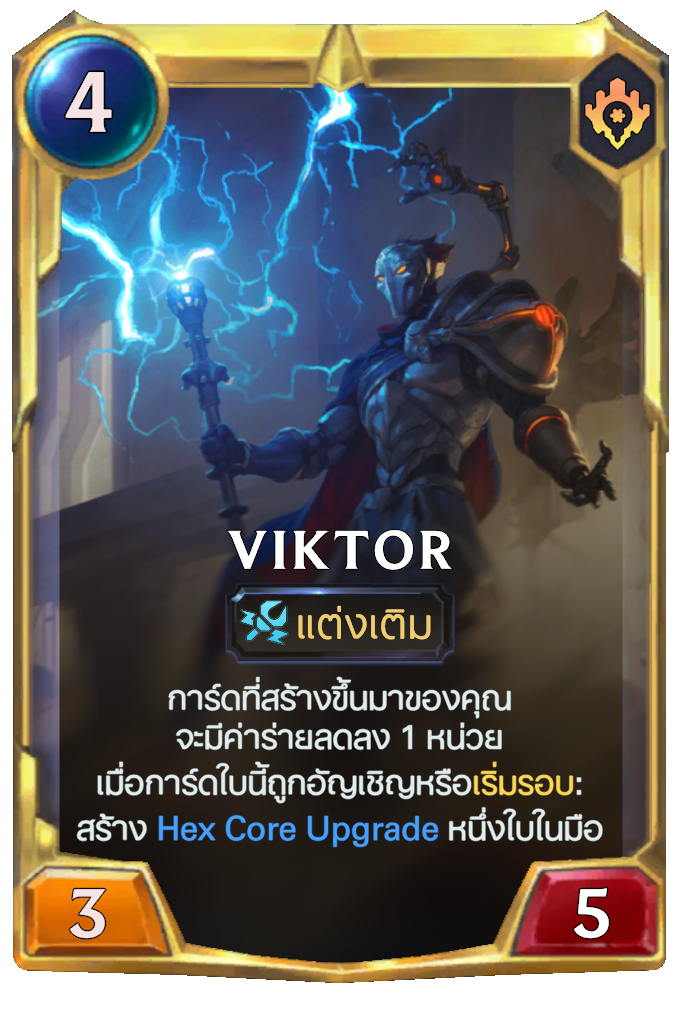 4
VIKTOR
แต่งเติม
การ์ดที่สร้างขึ้นมาของคุณ
จะมีค่าร่ายลดลง 1 หน่วย
เมื่อการ์ดใบนี้ถูกอัญเชิญหรือเริ่มรอบ:
สร้าง Hex Core Upgrade หนึ่งใบในมือ
3
5